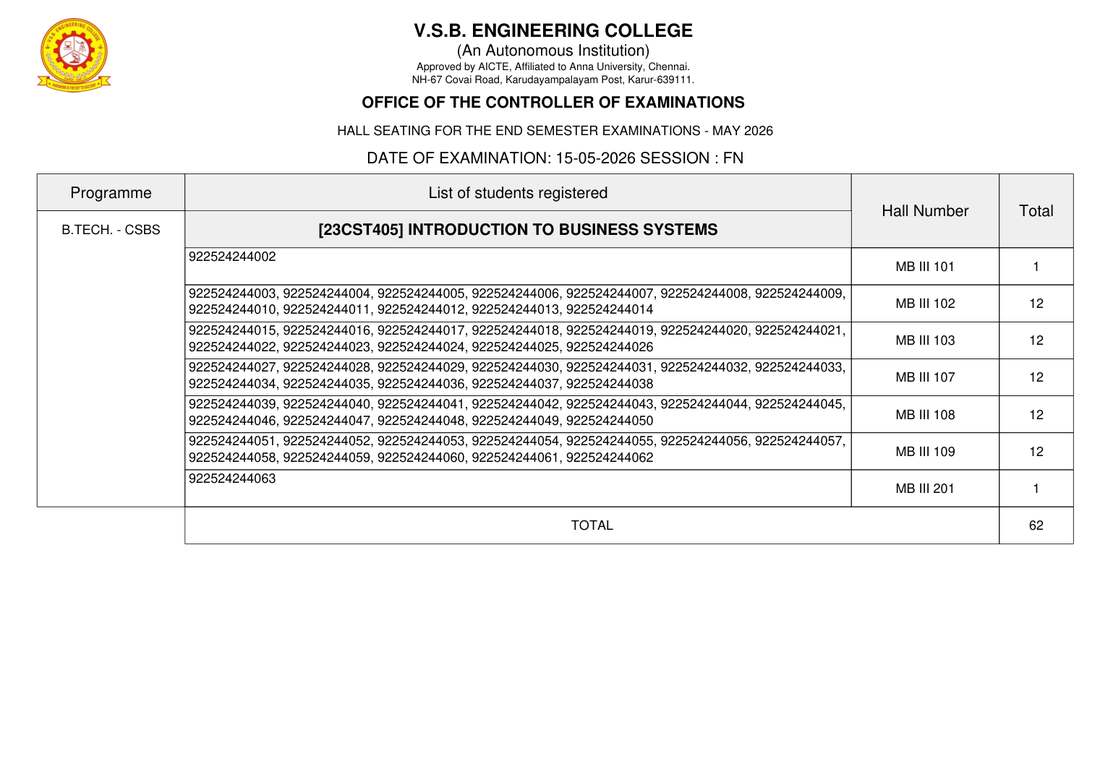 V.S.B. ENGINEERING COLLEGE
(An Autonomous Institution)
Approved by AICTE, Affiliated to Anna University, Chennai.
NH-67 Covai Road, Karudayampalayam Post, Karur-639111.
OFFICE OF THE CONTROLLER OF EXAMINATIONS
HALL SEATING FOR THE END SEMESTER EXAMINATIONS - MAY 2026
DATE OF EXAMINATION: 15-05-2026 SESSION : FN
Programme List of students registered Hall Number Total
B.TECH. - CSBS [23CST405] INTRODUCTION TO BUSINESS SYSTEMS
922524244002 MB III 101 1
922524244003, 922524244004, 922524244005, 922524244006, 922524244007, 922524244008, 922524244009,
922524244010, 922524244011, 922524244012, 922524244013, 922524244014 MB III 102 12
922524244015, 922524244016, 922524244017, 922524244018, 922524244019, 922524244020, 922524244021,
922524244022, 922524244023, 922524244024, 922524244025, 922524244026 MB III 103 12
922524244027, 922524244028, 922524244029, 922524244030, 922524244031, 922524244032, 922524244033,
922524244034, 922524244035, 922524244036, 922524244037, 922524244038 MB III 107 12
922524244039, 922524244040, 922524244041, 922524244042, 922524244043, 922524244044, 922524244045,
922524244046, 922524244047, 922524244048, 922524244049, 922524244050 MB III 108 12
922524244051, 922524244052, 922524244053, 922524244054, 922524244055, 922524244056, 922524244057,
922524244058, 922524244059, 922524244060, 922524244061, 922524244062 MB III 109 12
922524244063 MB III 201 1
TOTAL 62